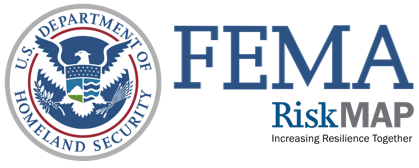 U.S. DEPARTMENT OF
HOMELAND SECURITY
FEMA
RiskMAP
Increasing Resilience Together